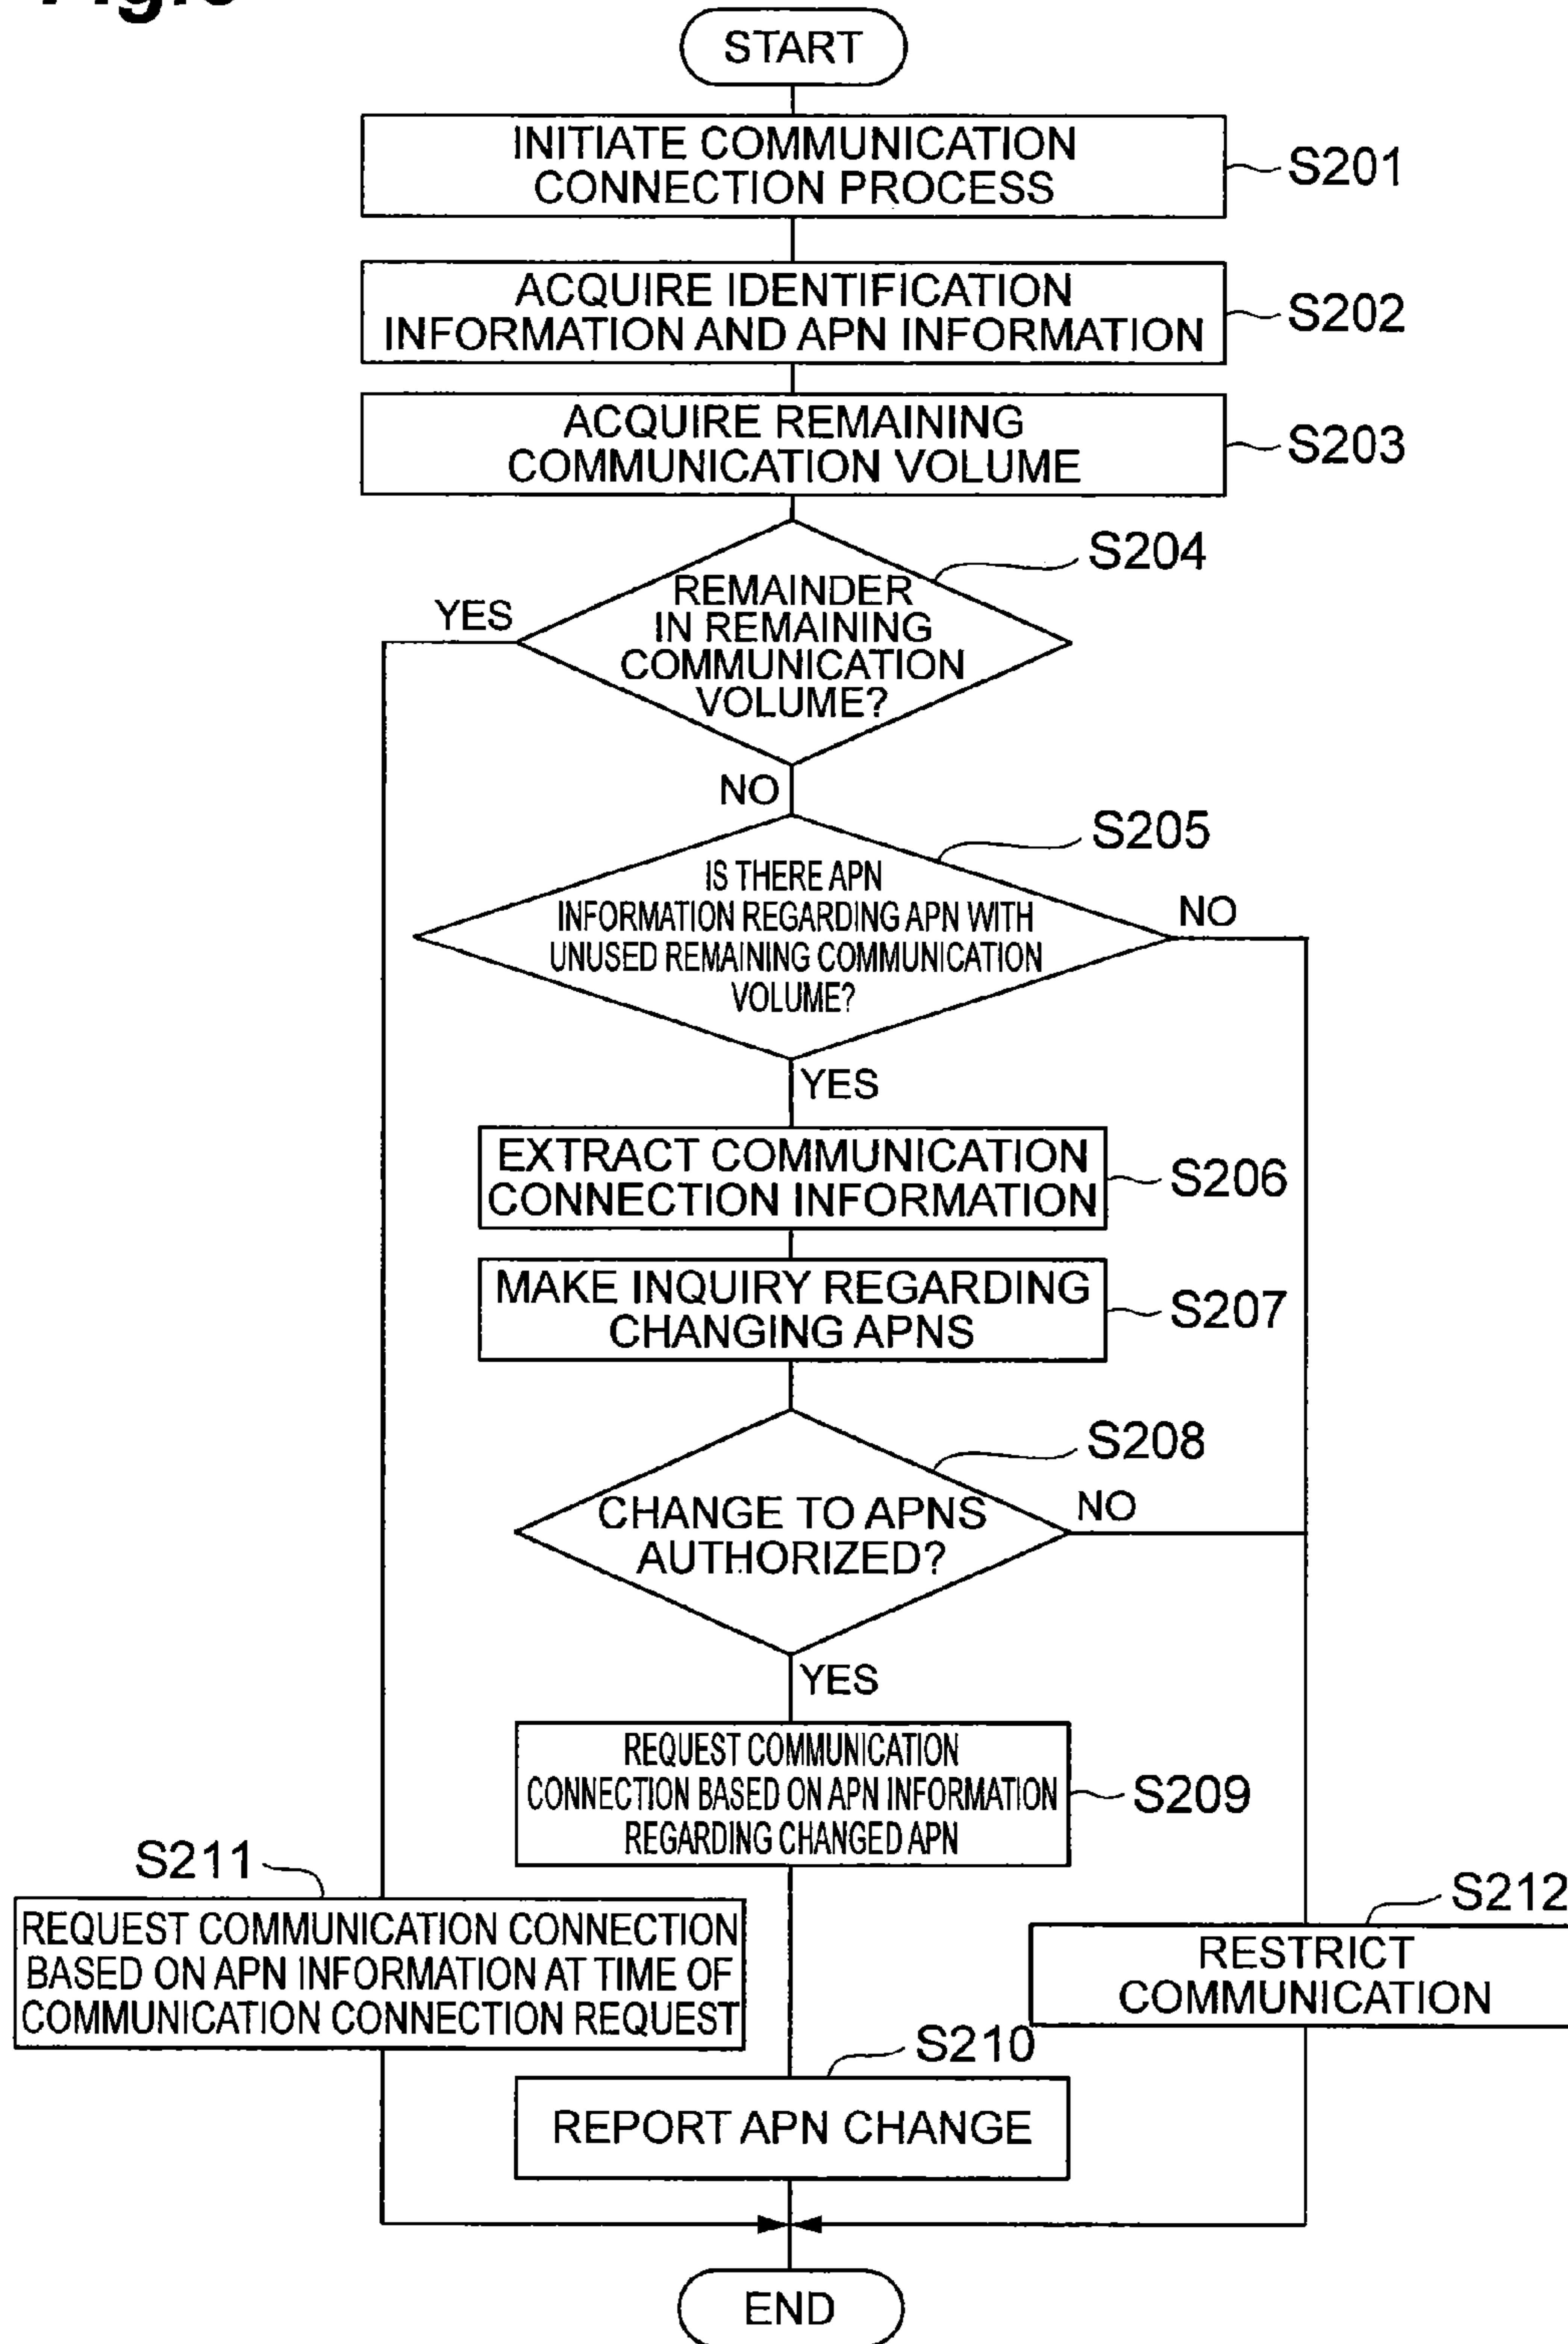 START
INITIATE COMMUNICATION
CONNECTION PROCESS
S201
ACQUIRE IDENTIFICATION
INFORMATION AND APN INFORMATION
S202
ACQUIRE REMAINING
COMMUNICATION VOLUME
S203
S204
REMAINDER
IN REMAINING
COMMUNICATION
VOLUME?
YES
NO
S205
IS THERE APN
INFORMATION REGARDING APN WITH
UNUSED REMAINING COMMUNICATION
VOLUME?
NO
YES
EXTRACT COMMUNICATION
CONNECTION INFORMATION
S206
MAKE INQUIRY REGARDING
CHANGING APNS
S207
S208
CHANGE TO APNS
AUTHORIZED?
NO
YES
REQUEST COMMUNICATION
CONNECTION BASED ON APN INFORMATION
REGARDING CHANGED APN
S209
S211
REQUEST COMMUNICATION CONNECTION
BASED ON APN INFORMATION AT TIME OF
COMMUNICATION CONNECTION REQUEST
S212
RESTRICT
COMMUNICATION
S210
REPORT APN CHANGE
END